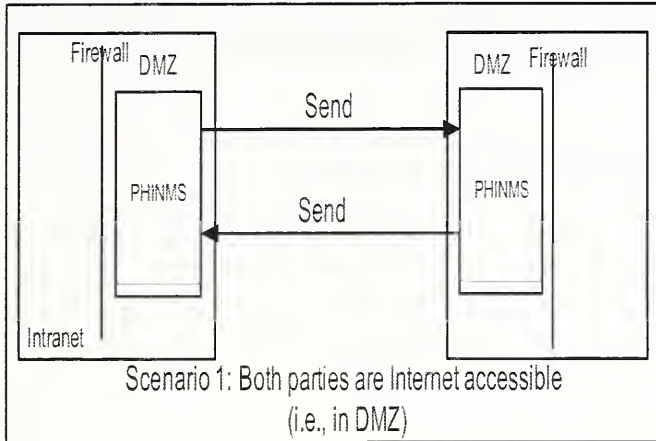 Firewall DMZ
DMZ Firewall
Send
PHINMS
PHINMS
Send
Intranet
Scenario 1: Both parties are Internet accessible
(i.e., in DMZ)